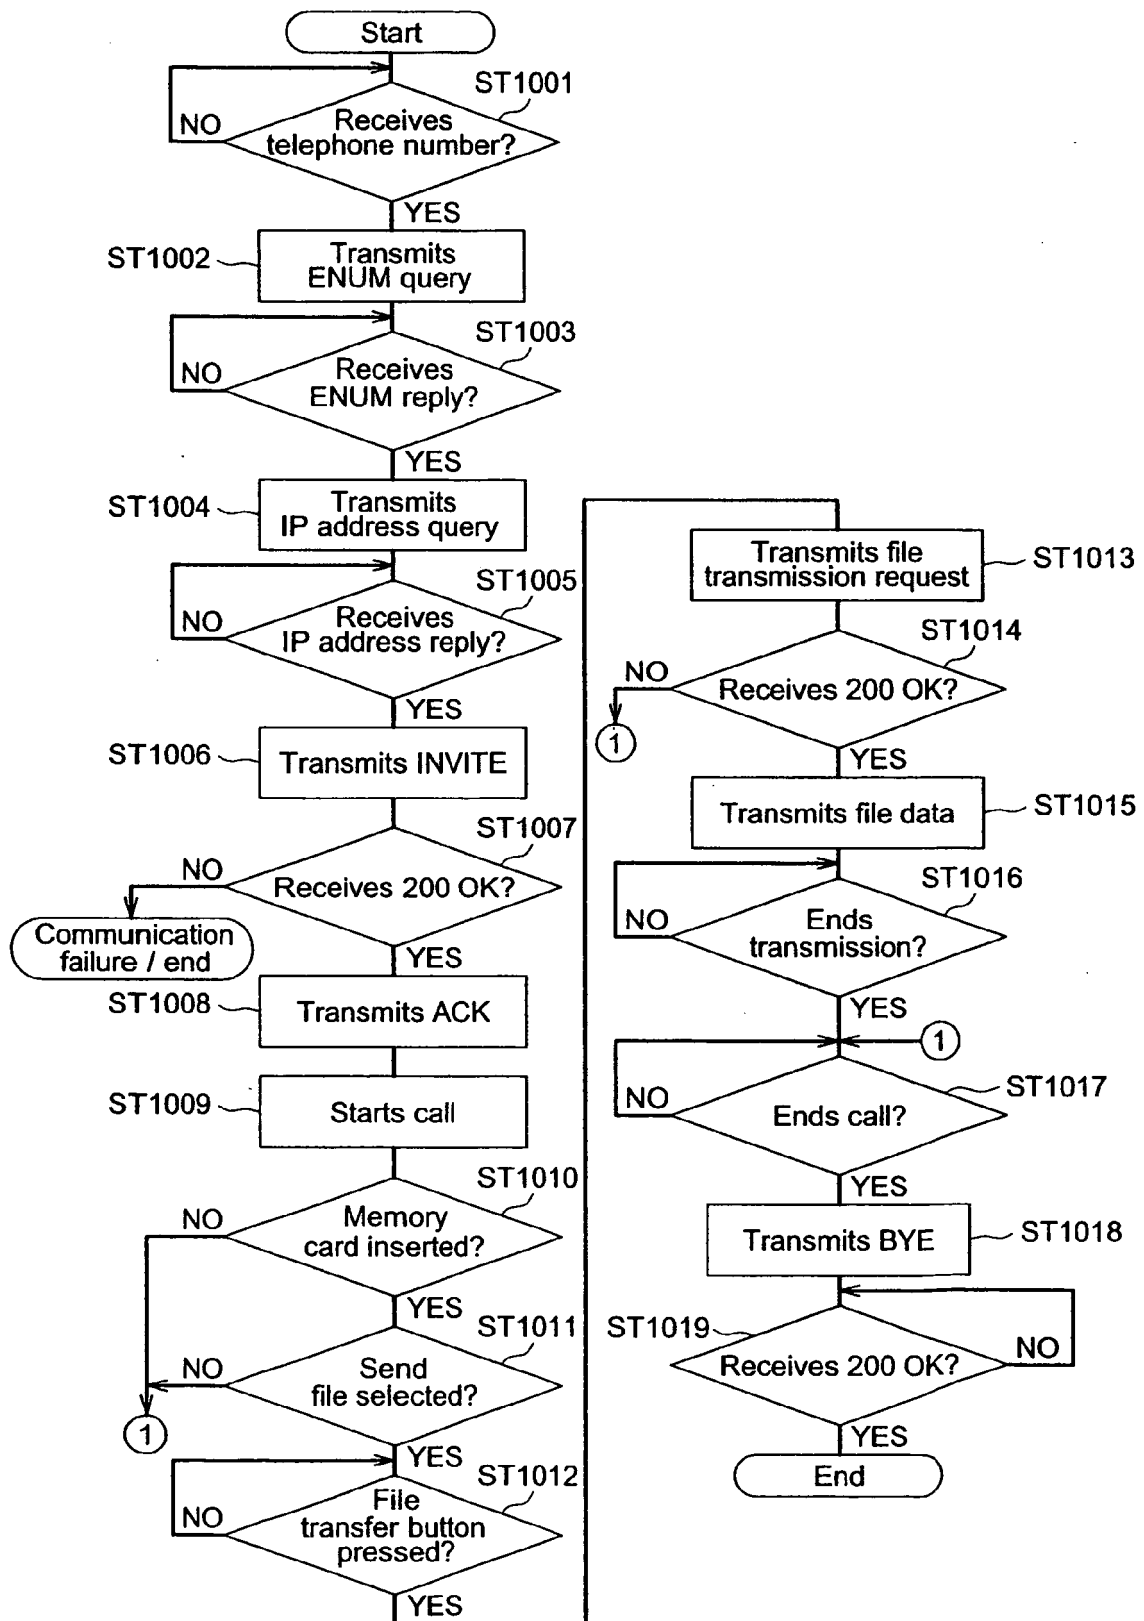 Start
ST1001
Receives
telephone number?
NO
YES
ST1002
Transmits
ENUM query
ST1003
Receives
ENUM reply?
NO
YES
ST1004
Transmits
IP address query
ST1005
Receives
IP address reply?
NO
YES
ST1006
Transmits INVITE
ST1007
Receives 200 OK?
NO
Communication
failure / end
YES
ST1008
Transmits ACK
ST1009
Starts call
ST1010
Memory
card inserted?
NO
YES
ST1011
Send
file selected?
NO
1
YES
ST1012
File
transfer button
pressed?
NO
YES
Transmits file
transmission request
ST1013
ST1014
Receives 200 OK?
NO
1
YES
Transmits file data
ST1015
ST1016
Ends
transmission?
NO
YES
1
ST1017
Ends call?
NO
YES
Transmits BYE
ST1018
ST1019
Receives 200 OK?
NO
YES
End